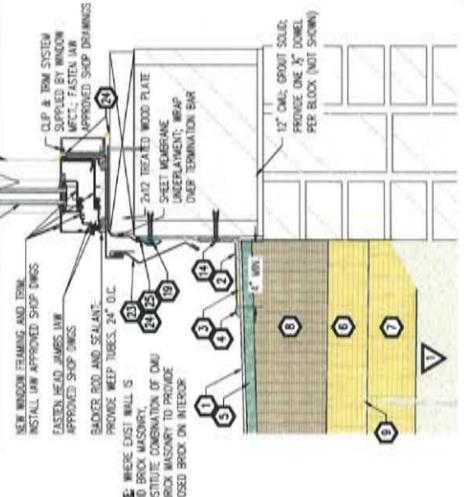 NEW WINDOW FRAMING AND TRIM;
INSTALL IAW APPROVED SHOP DWGS
FASTEN HEAD JAMBS IAW
APPROVED SHOP DWGS
BACKER ROD AND SEALANT;
PROVIDE WEEP TUBES, 24" O.C.
CLIP & TRIM SYSTEM
SUPPLIED BY WINDOW
MFCT.; FASTEN IAW
APPROVED SHOP DRAWINGS
24
2x12 TREATED WOOD PLATE
SHEET MEMBRANE
UNDERLAYMENT; WRAP
OVER TERMINATION BAR
12" CMU; GROUT SOLID;
PROVIDE ONE DOWEL
PER BLOCK (NOT SHOWN)
23
24
25
19
14
2
3
4
1
5
4" MIN.
8
6
7
9
1
E: WHERE EXIST WALL IS
BRICK MASONRY,
COMBINATION OF CMU
MASONRY TO PROVIDE
BRICK ON INTERIOR